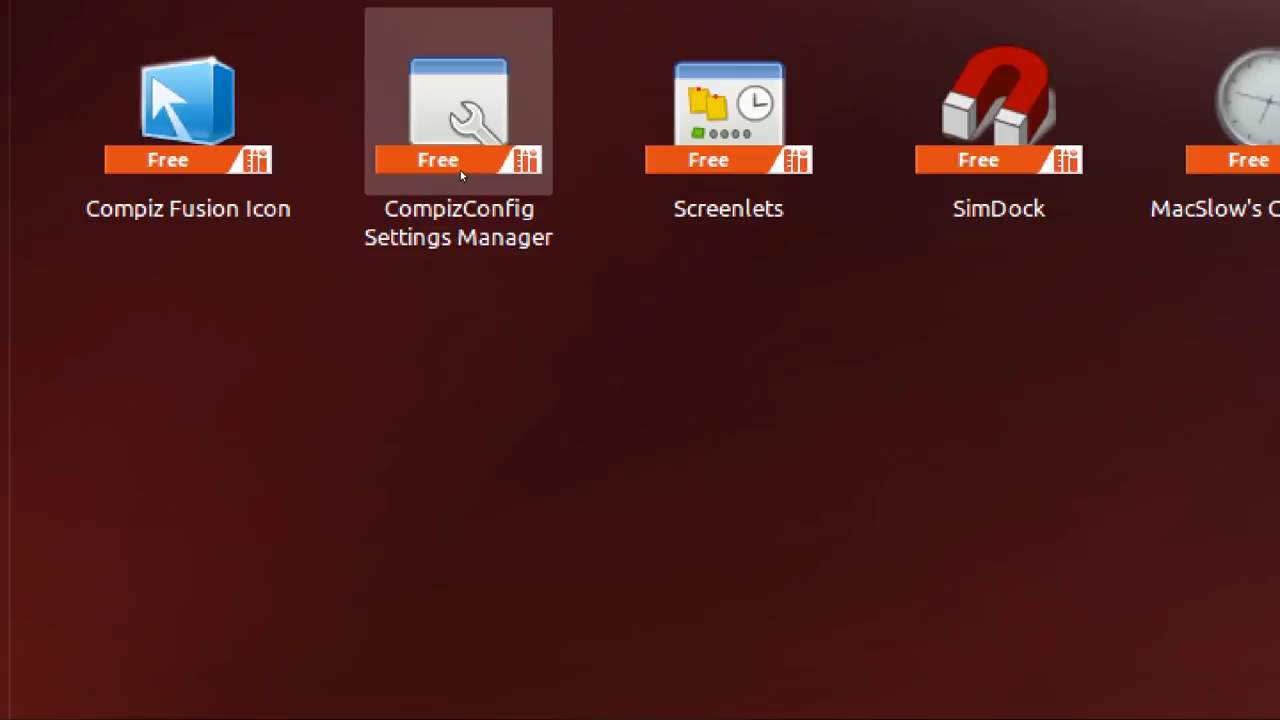 Free
Free
Free
Free
Free
Compiz Fusion Icon
CompizConfig
Settings Manager
Screenlets
SimDock
MacSlow's C